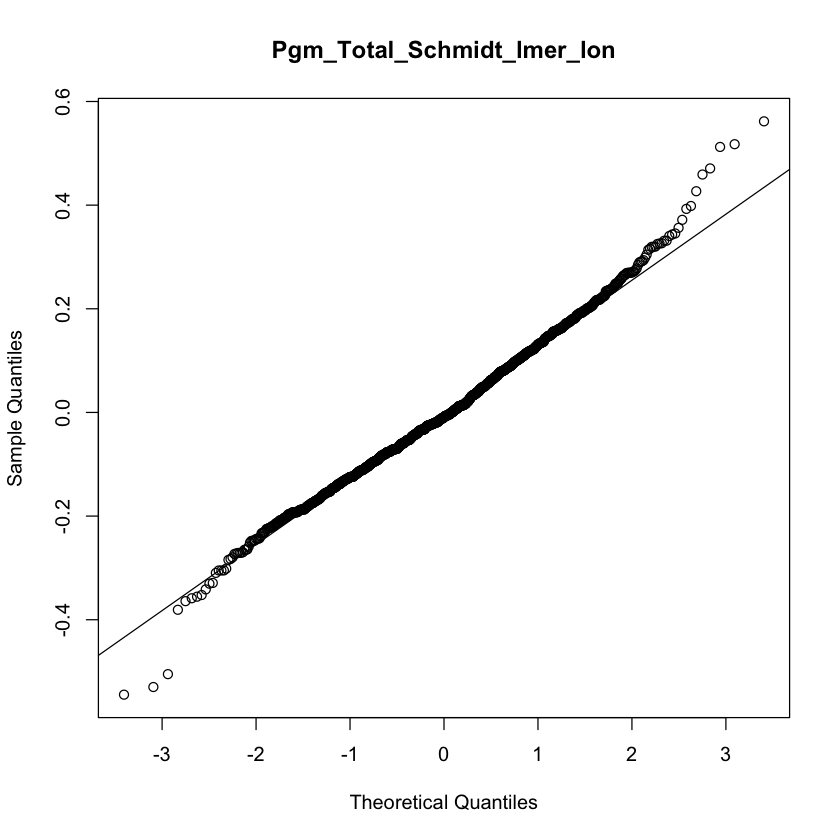 Pgm_Total_Schmidt_lmer_lon
Sample Quantiles
0.6
0.4
0.2
0.0
-0.2
-0.4
-3 -2 -1 0 1 2 3
Theoretical Quantiles